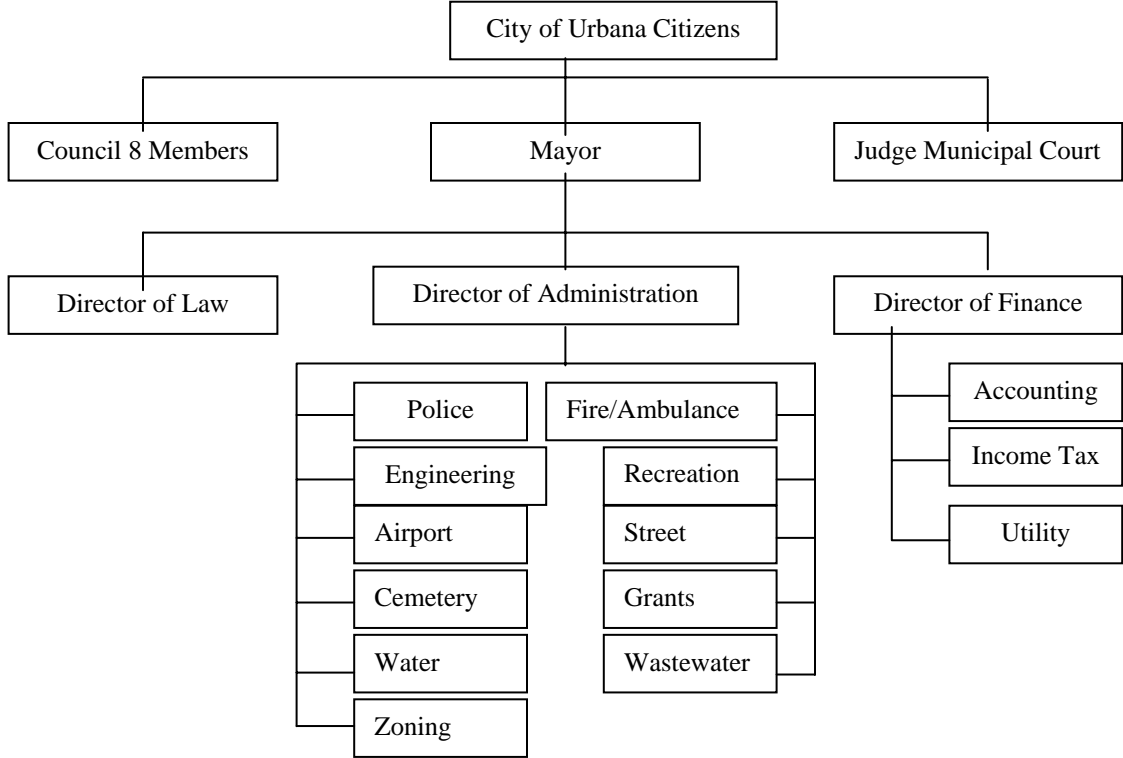 City of Urbana Citizens
Council 8 Members
Mayor
Judge Municipal Court
Director of Law
Director of Administration
Director of Finance
Police
Fire/Ambulance
Accounting
Engineering
Recreation
Income Tax
Airport
Street
Utility
Cemetery
Grants
Water
Wastewater
Zoning